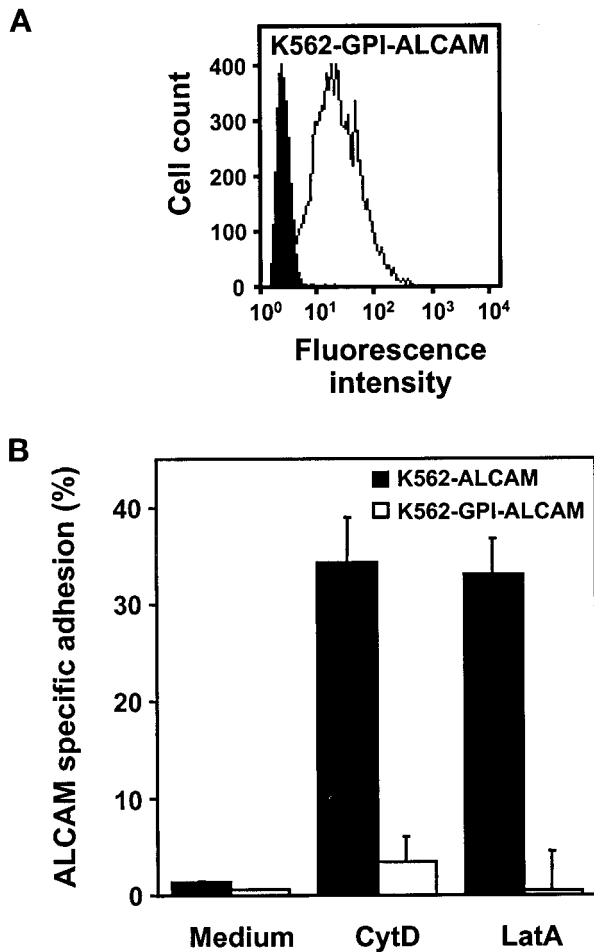 A
K562-GPI-ALCAM
400
300
200
100
0
Cell count
10⁰ 10¹ 10² 10³ 10⁴
Fluorescence
intensity
B
K562-ALCAM
K562-GPI-ALCAM
40
30
20
10
0
ALCAM specific adhesion (%)
Medium CytD LatA